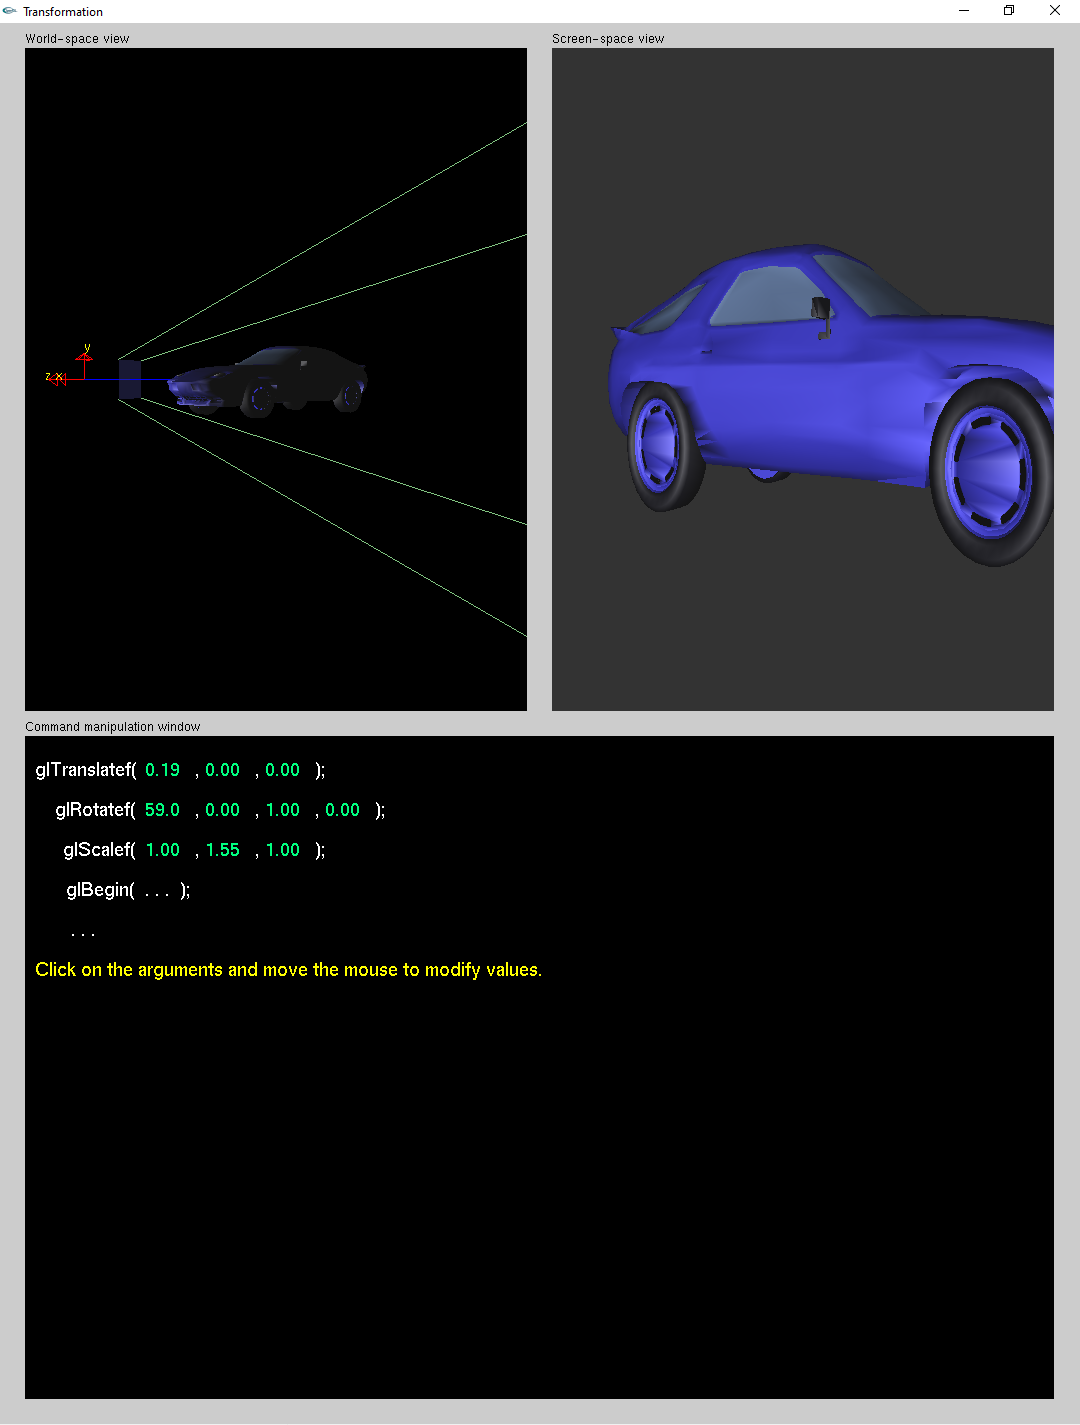 Transformation
World-space view
Screen-space view
y
z x
Command manipulation window
glTranslatef( 0.19 , 0.00 , 0.00 );
glRotatef( 59.0 , 0.00 , 1.00 , 0.00 );
glScalef( 1.00 , 1.55 , 1.00 );
glBegin( . . . );
. . .
Click on the arguments and move the mouse to modify values.